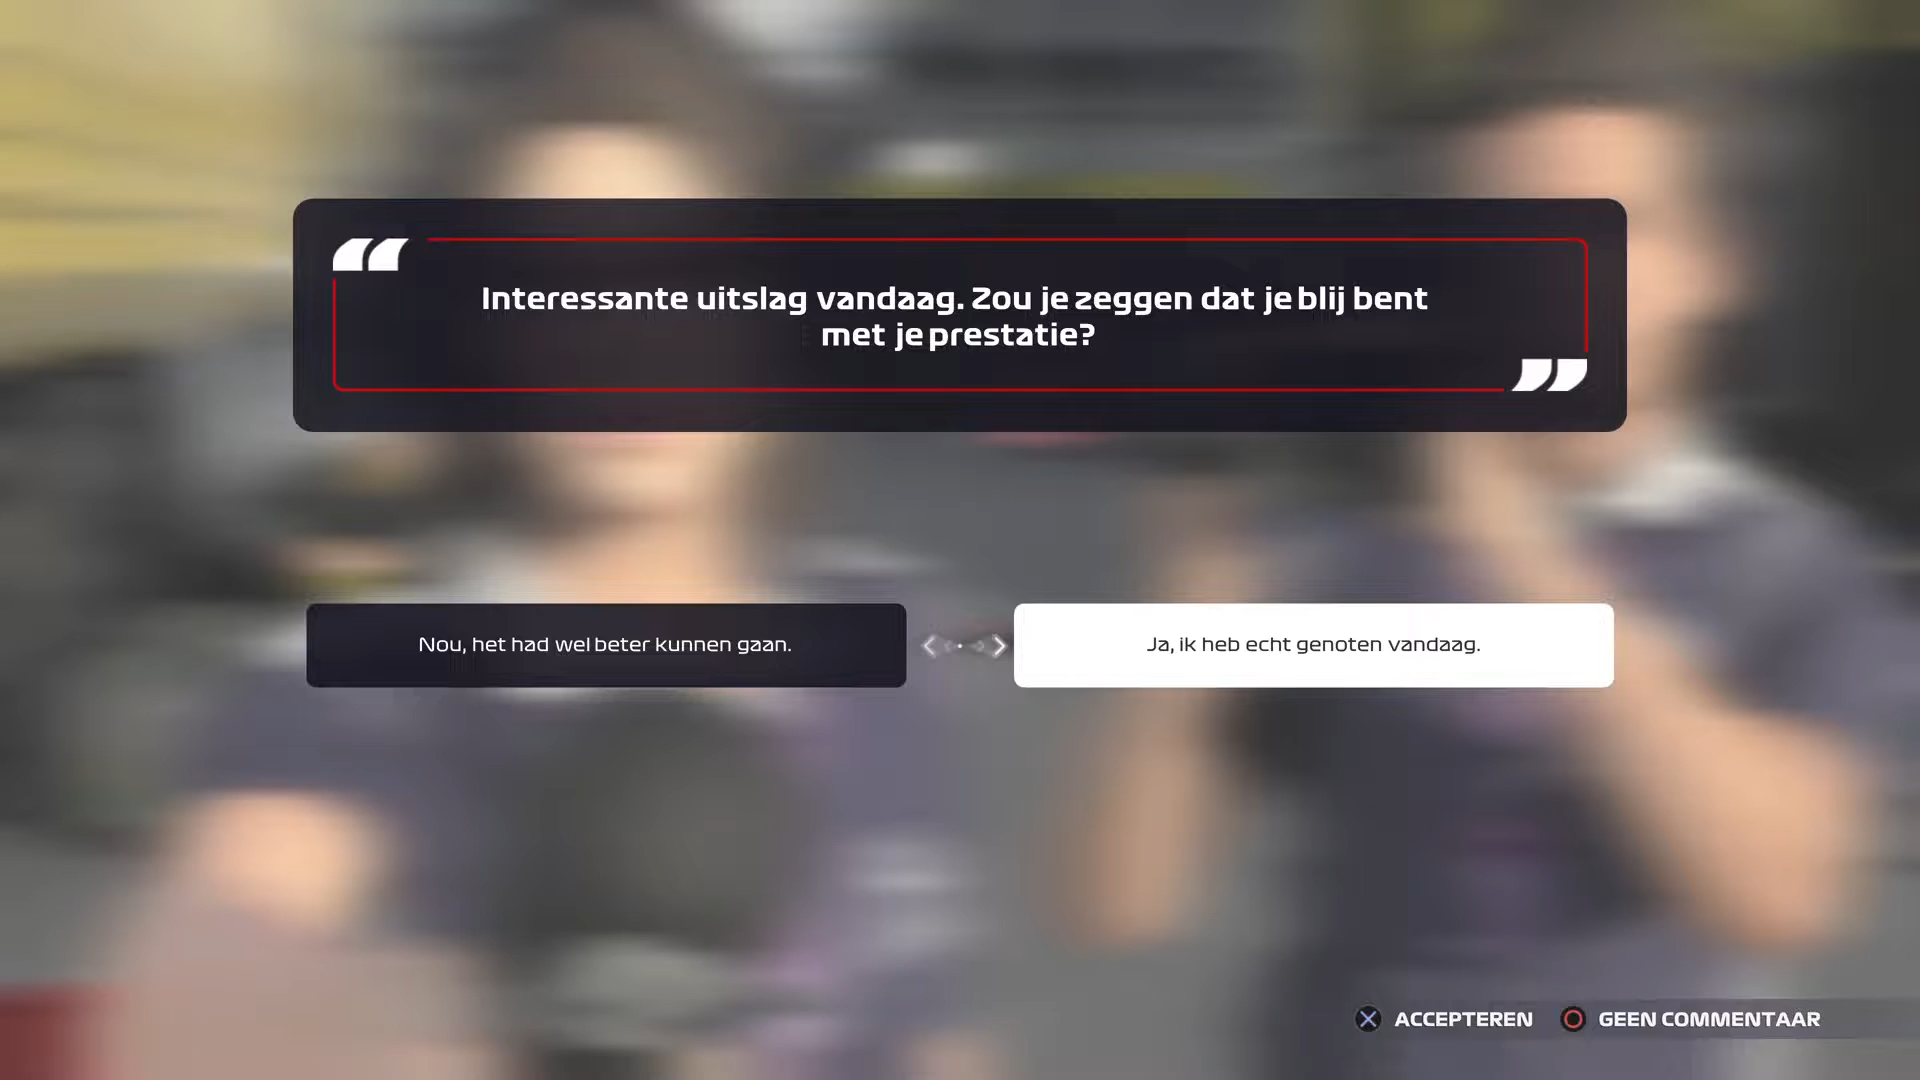 Interessante uitslag vandaag. Zou je zeggen dat je blij bent
met je prestatie?
Nou, het had wel beter kunnen gaan.
Ja, ik heb echt genoten vandaag.
ACCEPTEREN
GEEN COMMENTAAR